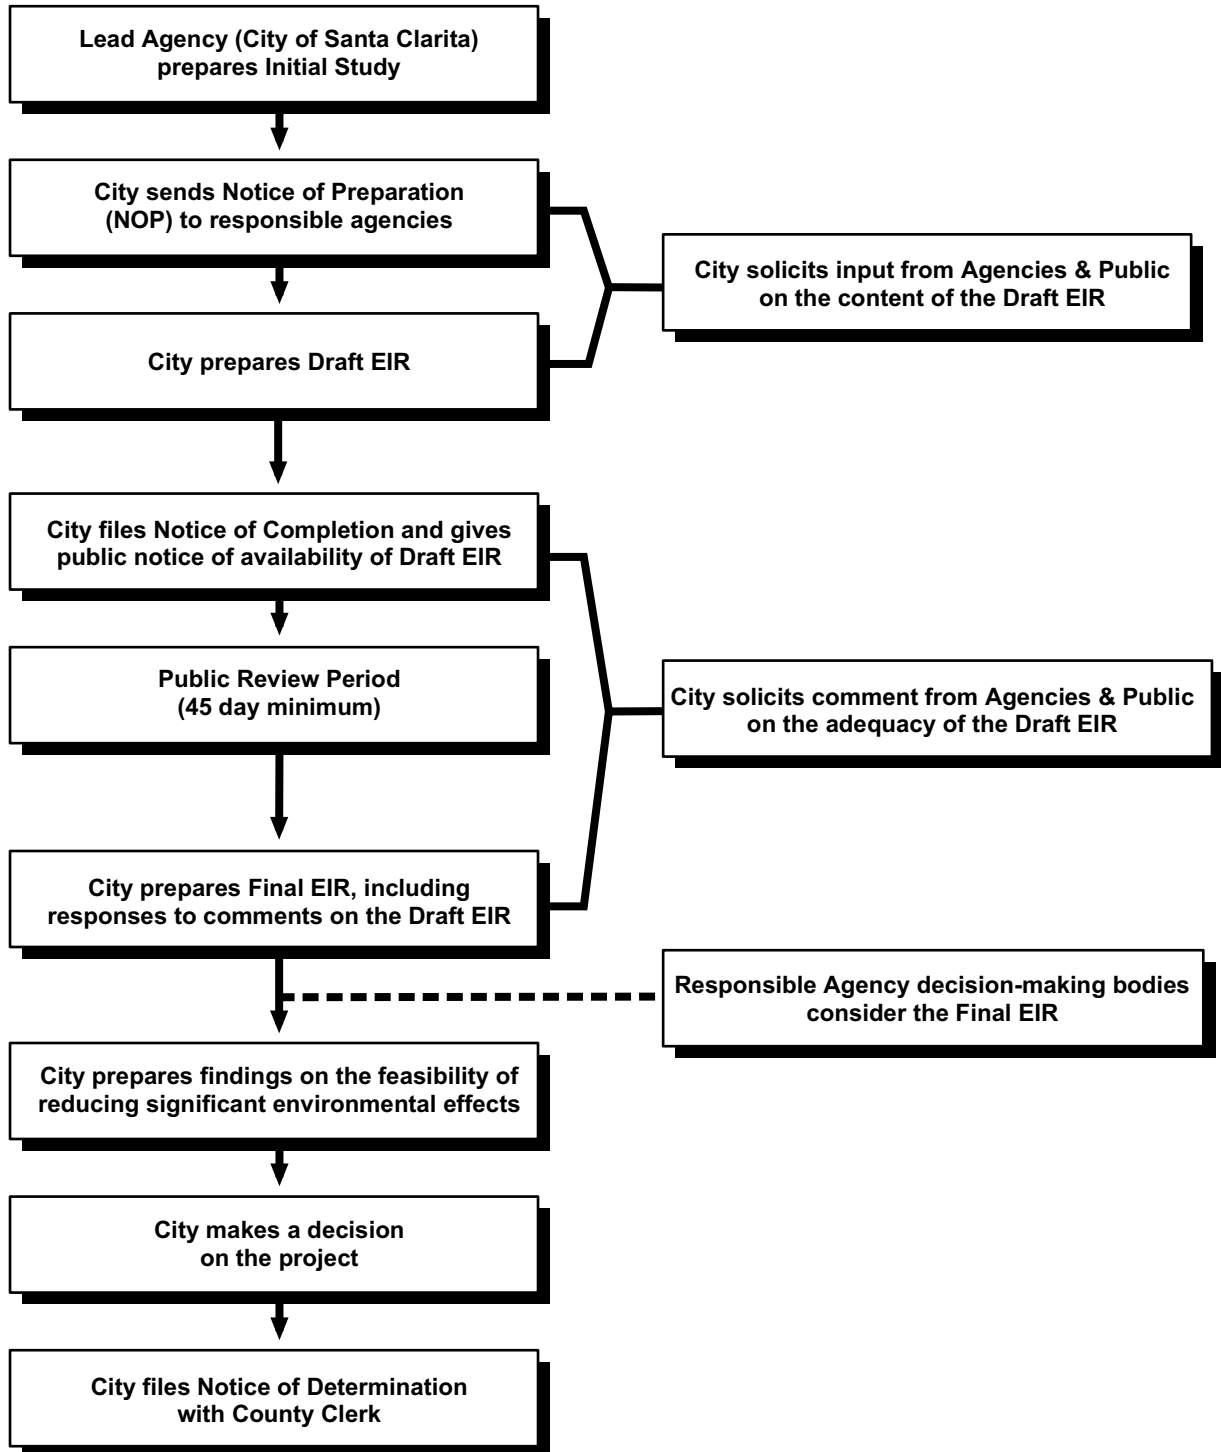 Lead Agency (City of Santa Clarita)
prepares Initial Study
City sends Notice of Preparation
(NOP) to responsible agencies
City solicits input from Agencies & Public
on the content of the Draft EIR
City prepares Draft EIR
City files Notice of Completion and gives
public notice of availability of Draft EIR
Public Review Period
(45 day minimum)
City solicits comment from Agencies & Public
on the adequacy of the Draft EIR
City prepares Final EIR, including
responses to comments on the Draft EIR
Responsible Agency decision-making bodies
consider the Final EIR
City prepares findings on the feasibility of
reducing significant environmental effects
City makes a decision
on the project
City files Notice of Determination
with County Clerk